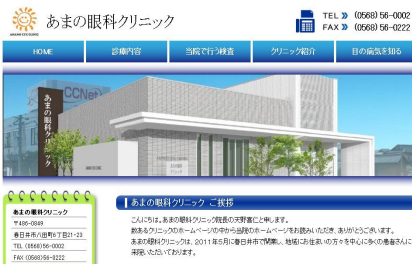 AMANO EYE CLINIC
あまの眼科クリニック
TEL (0568) 56-0002
FAX (0568) 56-0222
HOME
診療内容
当院で行う検査
クリニック紹介
目の病気を知る
CCNet
あまの眼科クリニック
あまの眼科クリニック
〒486-0849
春日井市八田町6丁目21-23
TEL (0568)56-0002
FAX (0568)56-0222
あまの眼科クリニック ご挨拶
こんにちは。あまの眼科クリニック院長の天野喜仁と申します。
数あるクリニックのホームページの中から当院のホームページをお読みいただき、ありがとうございます。
あまの眼科クリニックは、2011年5月に春日井市で開業し、地域にお住まいの方々を中心に多くの患者さんに
来院いただいております。